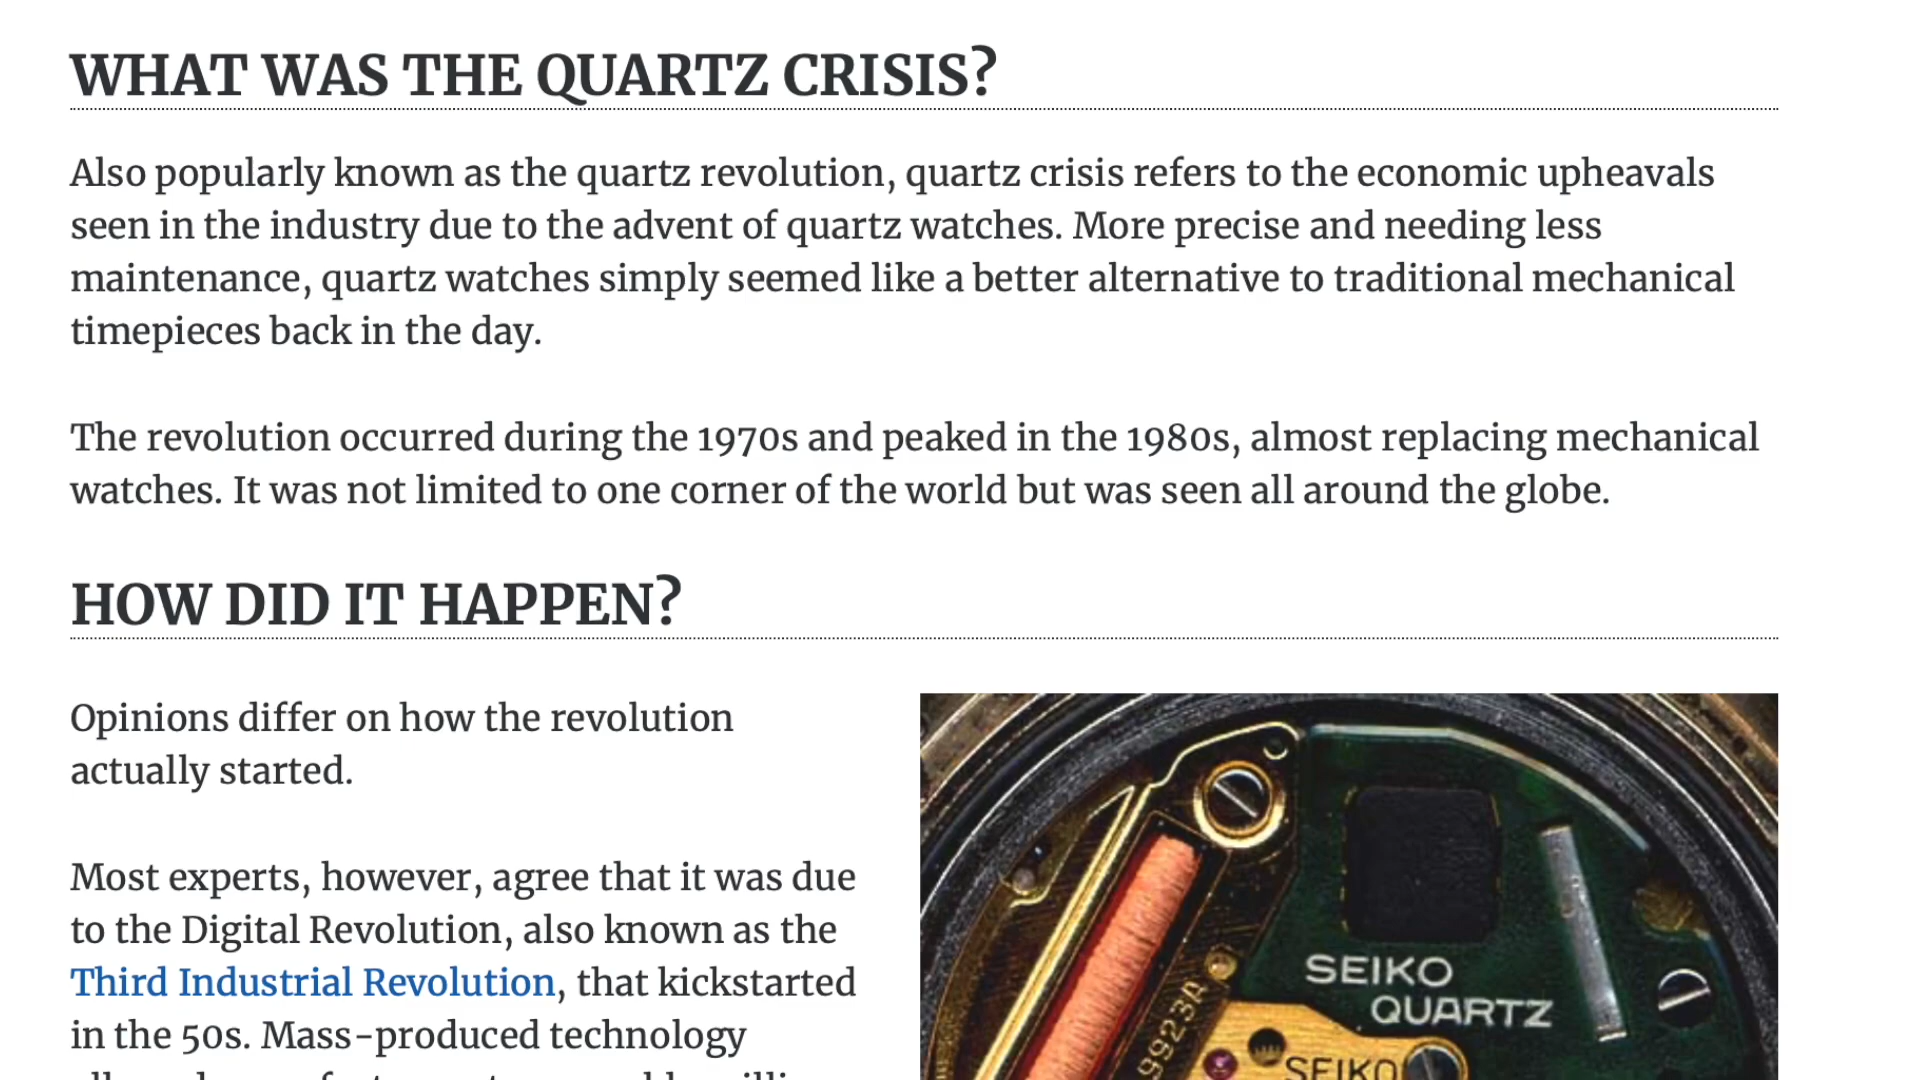 WHAT WAS THE QUARTZ CRISIS?
Also popularly known as the quartz revolution, quartz crisis refers to the economic upheavals
seen in the industry due to the advent of quartz watches. More precise and needing less
maintenance, quartz watches simply seemed like a better alternative to traditional mechanical
timepieces back in the day.
The revolution occurred during the 1970s and peaked in the 1980s, almost replacing mechanical
watches. It was not limited to one corner of the world but was seen all around the globe.
HOW DID IT HAPPEN?
Opinions differ on how the revolution
actually started.
Most experts, however, agree that it was due
to the Digital Revolution, also known as the
Third Industrial Revolution, that kickstarted
in the 50s. Mass-produced technology
SEIKO
QUARTZ
9923A
SEIKO